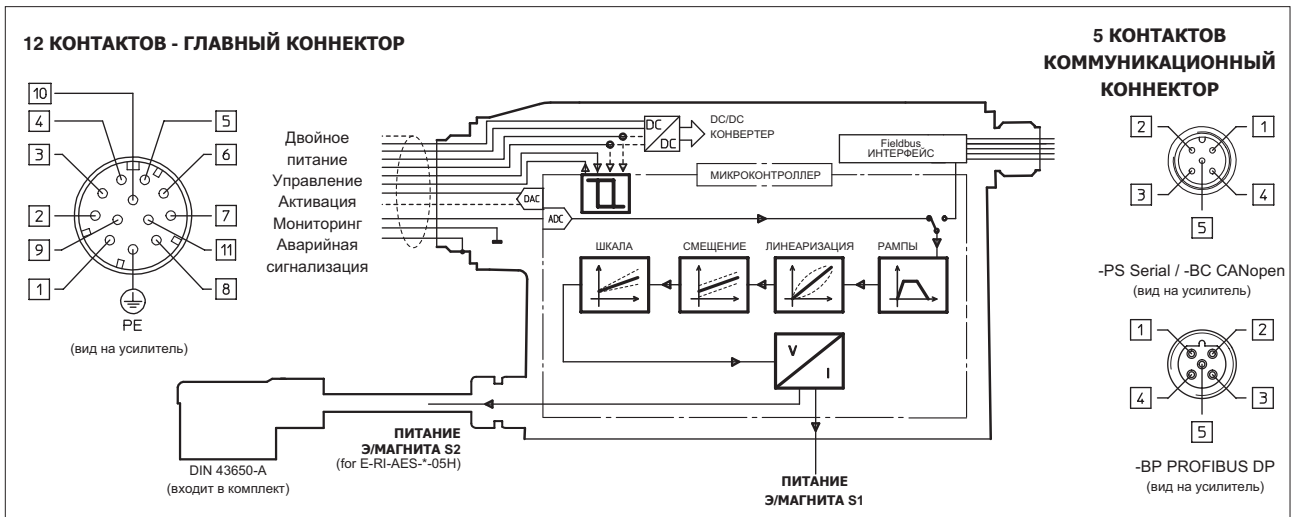 12 КОНТАКТОВ - ГЛАВНЫЙ КОННЕКТОР
10
4
5
3
6
2
7
9
11
1
8
PE
(вид на усилитель)
Двойное
питание
Управление
Активация
Мониторинг
Аварийная
сигнализация
DC
DC
DC/DC
КОНВЕРТЕР
Fieldbus
ИНТЕРФЕЙС
МИКРОКОНТРОЛЛЕР
DAC
ADC
ШКАЛА
СМЕЩЕНИЕ
ЛИНЕАРИЗАЦИЯ
РАМПЫ
V
I
DIN 43650-A
(входит в комплект)
ПИТАНИЕ
Э/МАГНИТА S2
(for E-RI-AES-*-05H)
ПИТАНИЕ
Э/МАГНИТА S1
5 КОНТАКТОВ
КОММУНИКАЦИОННЫЙ
КОННЕКТОР
2
1
3
4
5
-PS Serial / -BC CANopen
(вид на усилитель)
1
2
4
3
5
-BP PROFIBUS DP
(вид на усилитель)